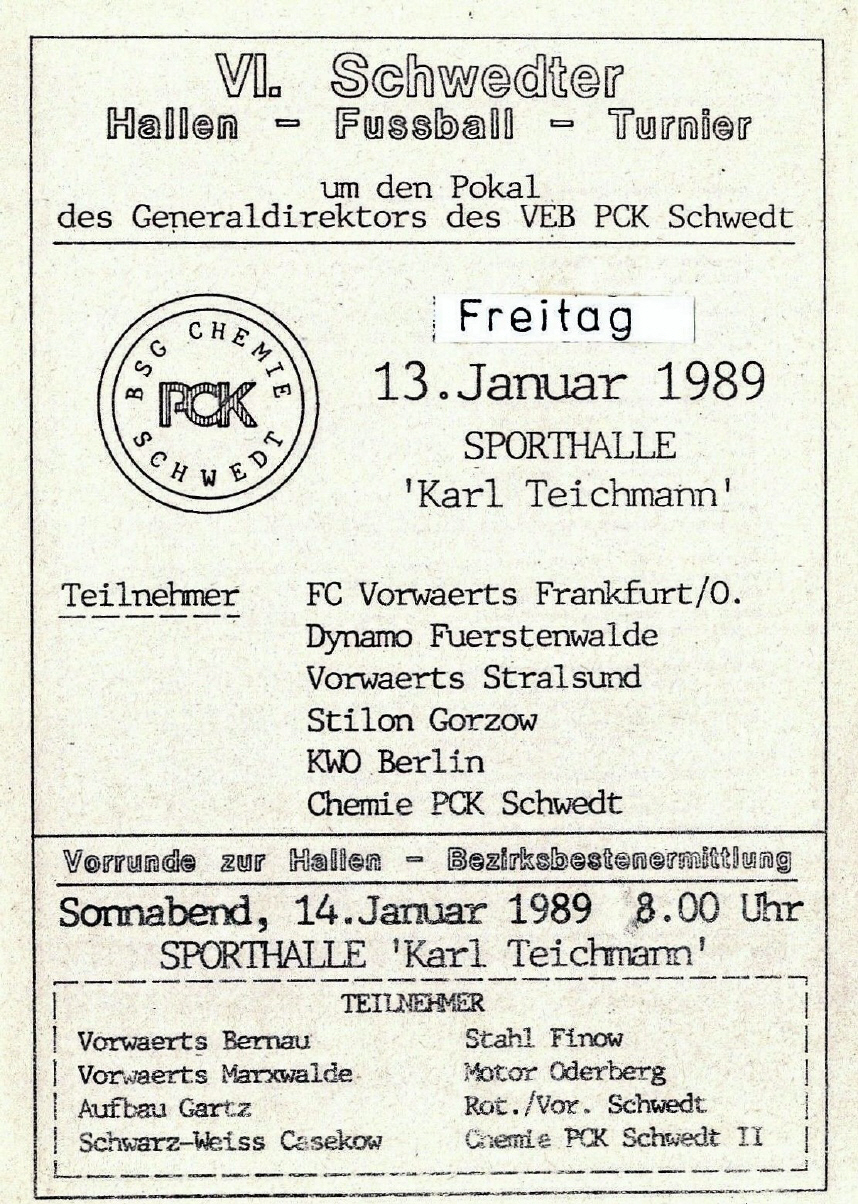 VI. Schwedter
Hallen - Fussball - Turnier
um den Pokal
des Generaldirektors des VEB PCK Schwedt
BSG CHEMIE
PCK
SCHWEDT
Freitag
13.Januar 1989
SPORTHALLE
'Karl Teichmann'
Teilnehmer
FC Vorwaerts Frankfurt/O.
Dynamo Fuerstenwalde
Vorwaerts Stralsund
Stilon Gorzow
KWO Berlin
Chemie PCK Schwedt
Vorrunde zur Hallen - Bezirksbestenermittlung
Sonnabend, 14.Januar 1989 8.00 Uhr
SPORTHALLE 'Karl Teichmann'
TEILNEHMER
Vorwaerts Bernau Stahl Finow
Vorwaerts Marxwalde Motor Oderberg
Aufbau Gartz Rot./Vor. Schwedt
Schwarz-Weiss Casekow Chemie PCK Schwedt II